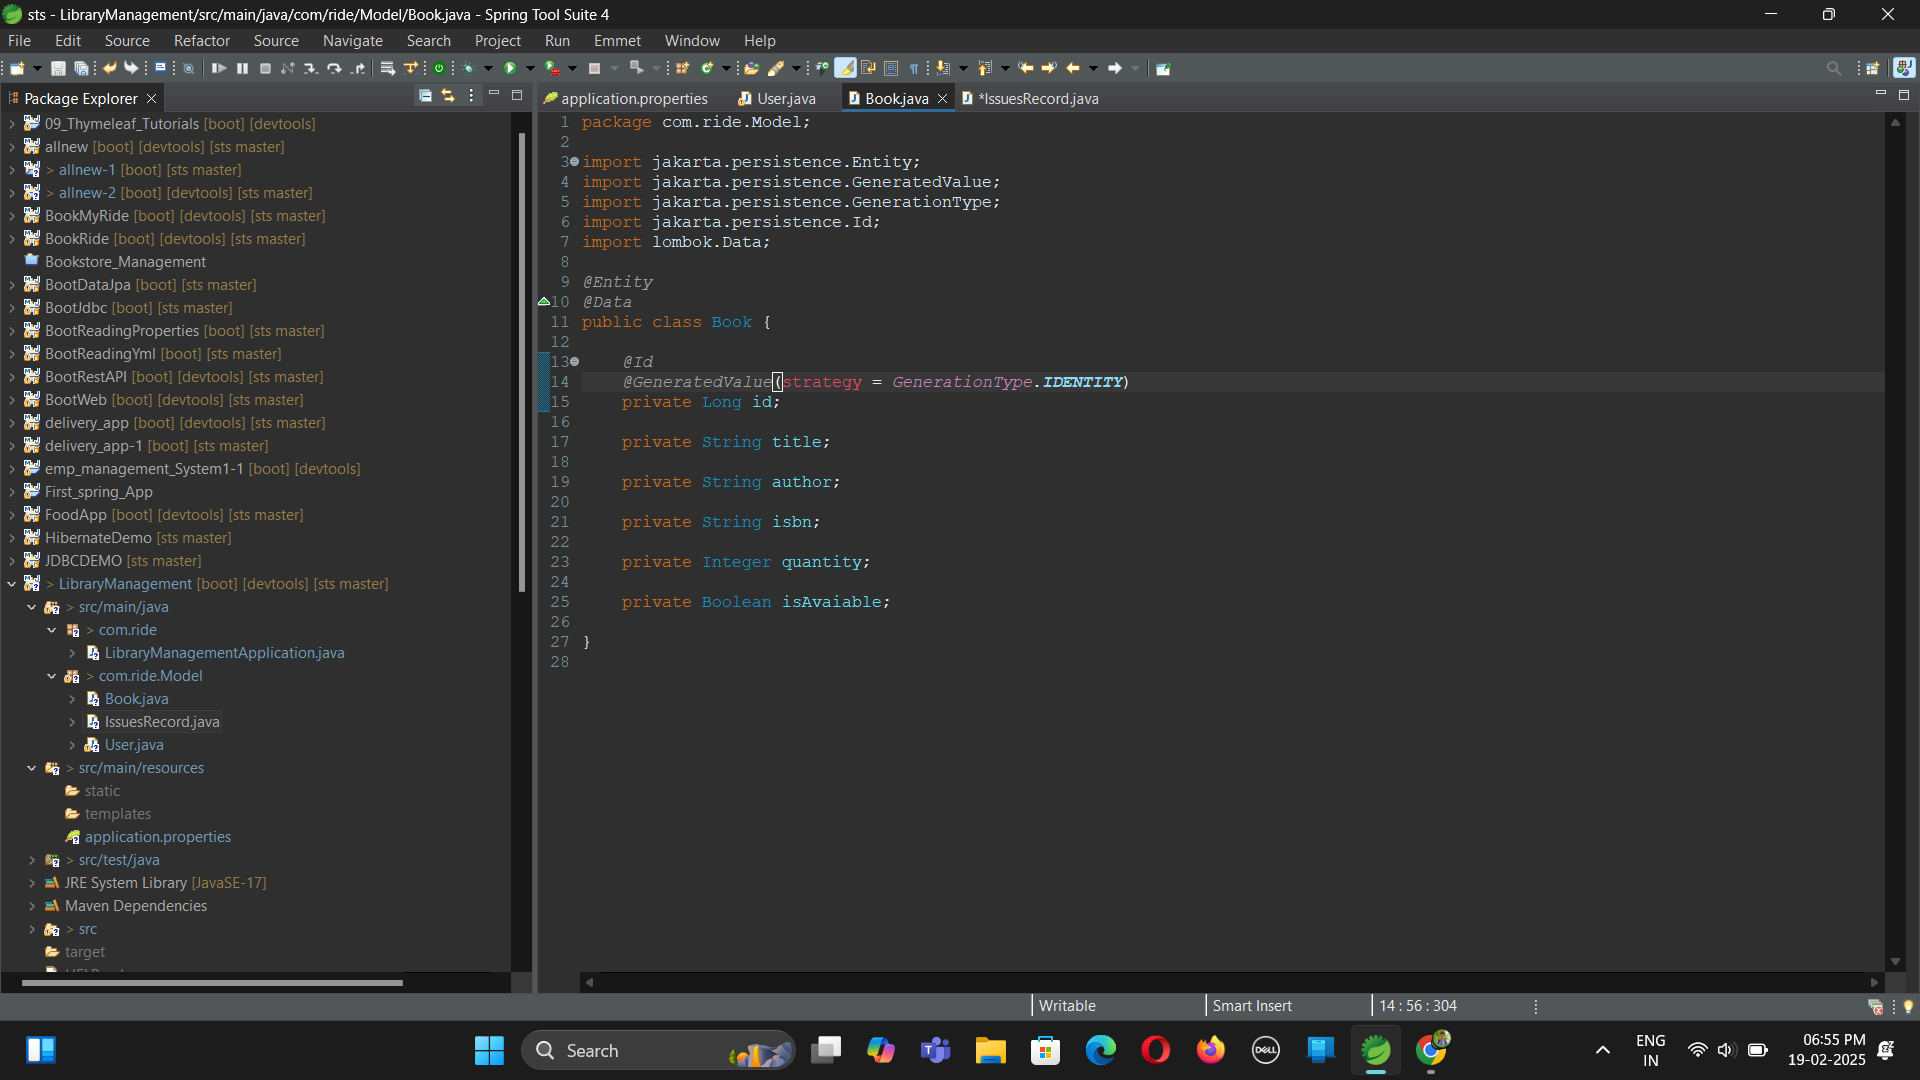 sts - LibraryManagement/src/main/java/com/ride/Model/Book.java - Spring Tool Suite 4
File Edit Source Refactor Source Navigate Search Project Run Emmet Window Help
Package Explorer
09_Thymeleaf_Tutorials [boot] [devtools]
allnew [boot] [devtools] [sts master]
> allnew-1 [boot] [sts master]
> allnew-2 [boot] [devtools] [sts master]
BookMyRide [boot] [devtools] [sts master]
BookRide [boot] [devtools] [sts master]
Bookstore_Management
BootDataJpa [boot] [sts master]
BootJdbc [boot] [sts master]
BootReadingProperties [boot] [sts master]
BootReadingYml [boot] [sts master]
BootRestAPI [boot] [devtools] [sts master]
BootWeb [boot] [devtools] [sts master]
delivery_app [boot] [devtools] [sts master]
delivery_app-1 [boot] [sts master]
emp_management_System1-1 [boot] [devtools]
First_spring_App
FoodApp [boot] [devtools] [sts master]
HibernateDemo [sts master]
JDBCDEMO [sts master]
> LibraryManagement [boot] [devtools] [sts master]
> src/main/java
> com.ride
LibraryManagementApplication.java
> com.ride.Model
Book.java
IssuesRecord.java
User.java
> src/main/resources
static
templates
application.properties
> src/test/java
JRE System Library [JavaSE-17]
Maven Dependencies
> src
target
application.properties User.java Book.java *IssuesRecord.java
1 package com.ride.Model;
2
3 import jakarta.persistence.Entity;
4 import jakarta.persistence.GeneratedValue;
5 import jakarta.persistence.GenerationType;
6 import jakarta.persistence.Id;
7 import lombok.Data;
8
9 @Entity
10 @Data
11 public class Book {
12
13 @Id
14 @GeneratedValue(strategy = GenerationType.IDENTITY)
15 private Long id;
16
17 private String title;
18
19 private String author;
20
21 private String isbn;
22
23 private Integer quantity;
24
25 private Boolean isAvaiable;
26
27 }
28
Writable Smart Insert 14 : 56 : 304
Search
DELL
ENG
IN
06:55 PM
19-02-2025